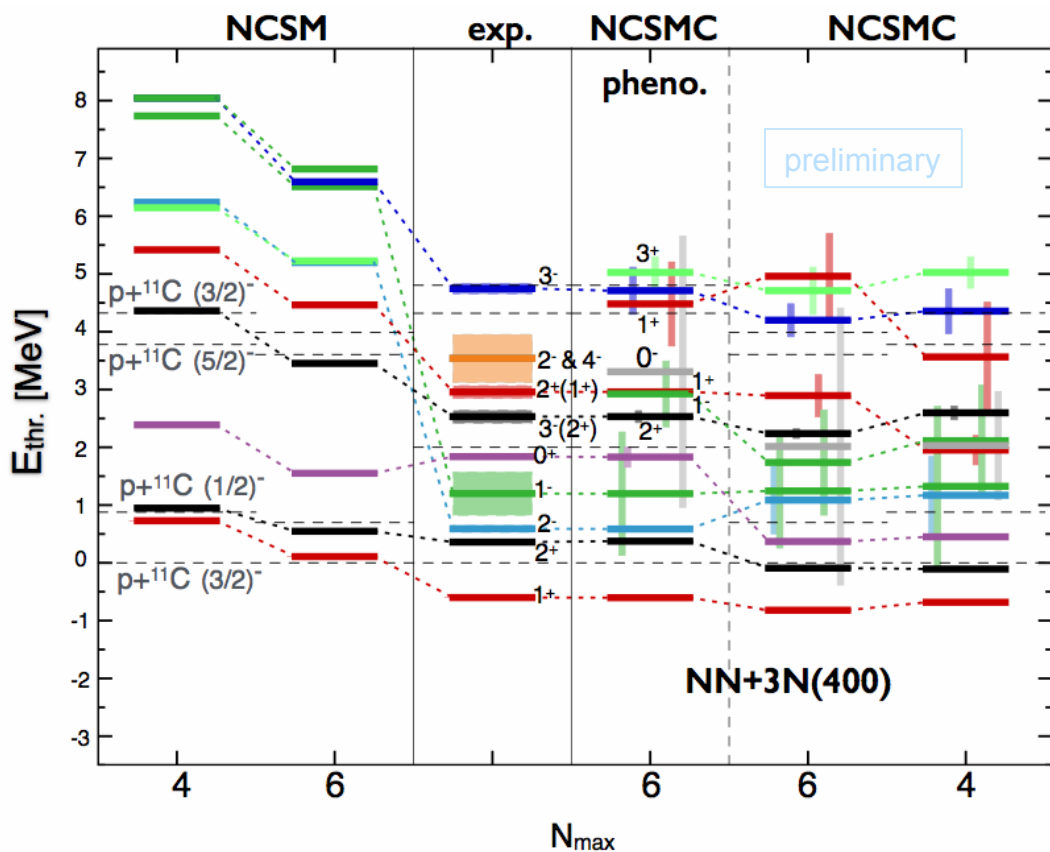 NCSM exp. NCSMC NCSMC
pheno.
preliminary
E_thr. [MeV]
8
7
6
5
4
3
2
1
0
-1
-2
-3
p+¹¹C (3/2)⁻
p+¹¹C (5/2)⁻
p+¹¹C (1/2)⁻
p+¹¹C (3/2)⁻
3⁻
2⁻ & 4⁻
2⁺(1⁺)
3⁻(2⁺)
0⁺
1⁻
2⁻
2⁺
1⁺
3⁺
1⁺
0⁻
1⁺
1⁻
2⁺
NN+3N(400)
4 6 6 6 4
N_max